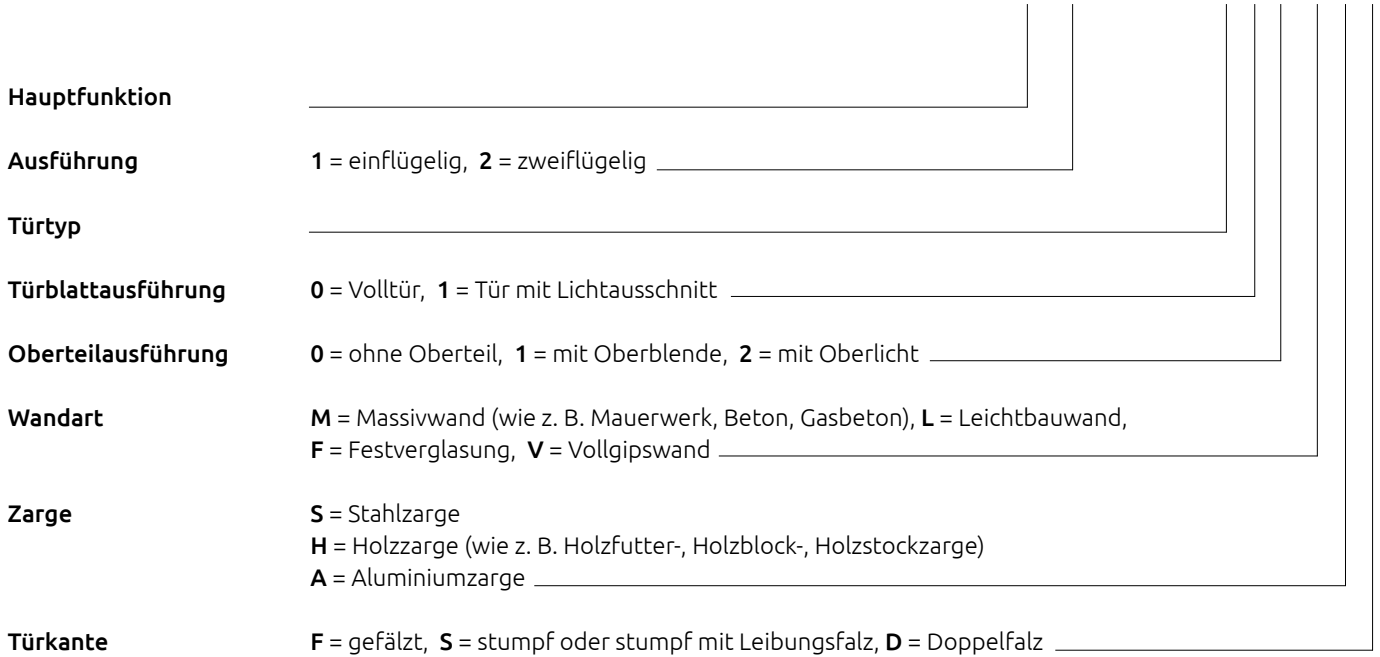 Hauptfunktion
Ausführung 1 = einflügelig, 2 = zweiflügelig
Türtyp
Türblattausführung 0 = Volltür, 1 = Tür mit Lichtausschnitt
Oberteilausführung 0 = ohne Oberteil, 1 = mit Oberblende, 2 = mit Oberlicht
Wandart M = Massivwand (wie z. B. Mauerwerk, Beton, Gasbeton), L = Leichtbauwand,
F = Festverglasung, V = Vollgipswand
Zarge S = Stahlzarge
H = Holzzarge (wie z. B. Holzfutter-, Holzblock-, Holzstockzarge)
A = Aluminiumzarge
Türkante F = gefälzt, S = stumpf oder stumpf mit Leibungsfalz, D = Doppelfalz